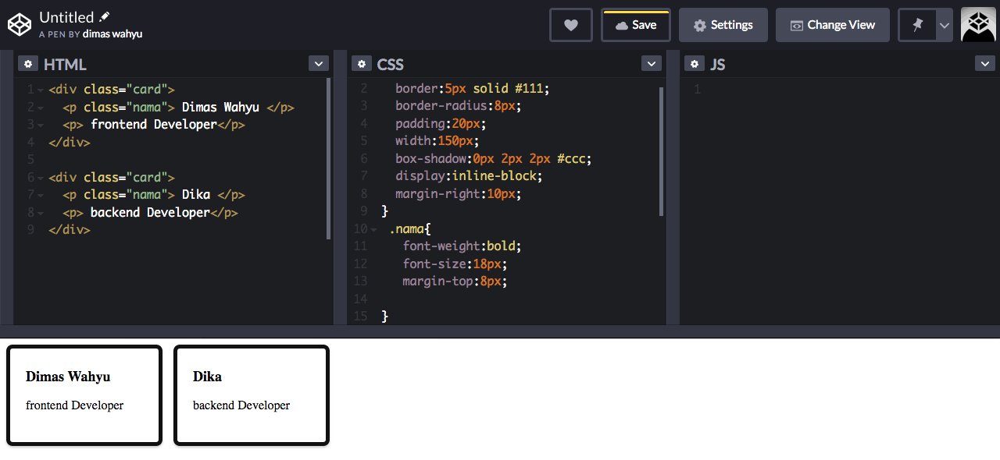 Untitled
A PEN BY dimas wahyu
Save
Settings
Change View
HTML
1 <div class="card">
2 <p class="nama"> Dimas Wahyu </p>
3 <p> frontend Developer</p>
4 </div>
5
6 <div class="card">
7 <p class="nama"> Dika </p>
8 <p> backend Developer</p>
9 </div>
CSS
2 border:5px solid #111;
3 border-radius:8px;
4 padding:20px;
5 width:150px;
6 box-shadow:0px 2px 2px #ccc;
7 display:inline-block;
8 margin-right:10px;
9 }
10 .nama{
11 font-weight:bold;
12 font-size:18px;
13 margin-top:8px;
14
15 }
JS
1
Dimas Wahyu
frontend Developer
Dika
backend Developer